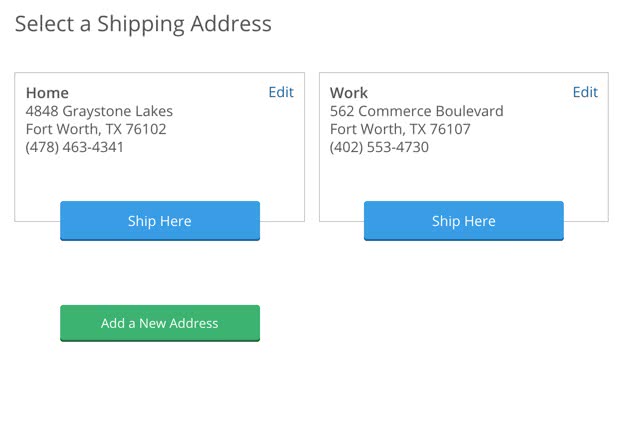 Select a Shipping Address
Home
Edit
4848 Graystone Lakes
Fort Worth, TX 76102
(478) 463-4341
Ship Here
Work
Edit
562 Commerce Boulevard
Fort Worth, TX 76107
(402) 553-4730
Ship Here
Add a New Address